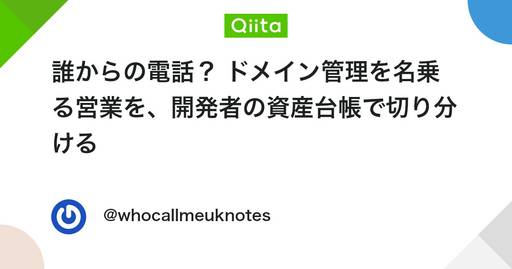 Qiita
誰からの電話？ ドメイン管理を名乗
る営業を、開発者の資産台帳で切り分
ける
@whocallmeuknotes